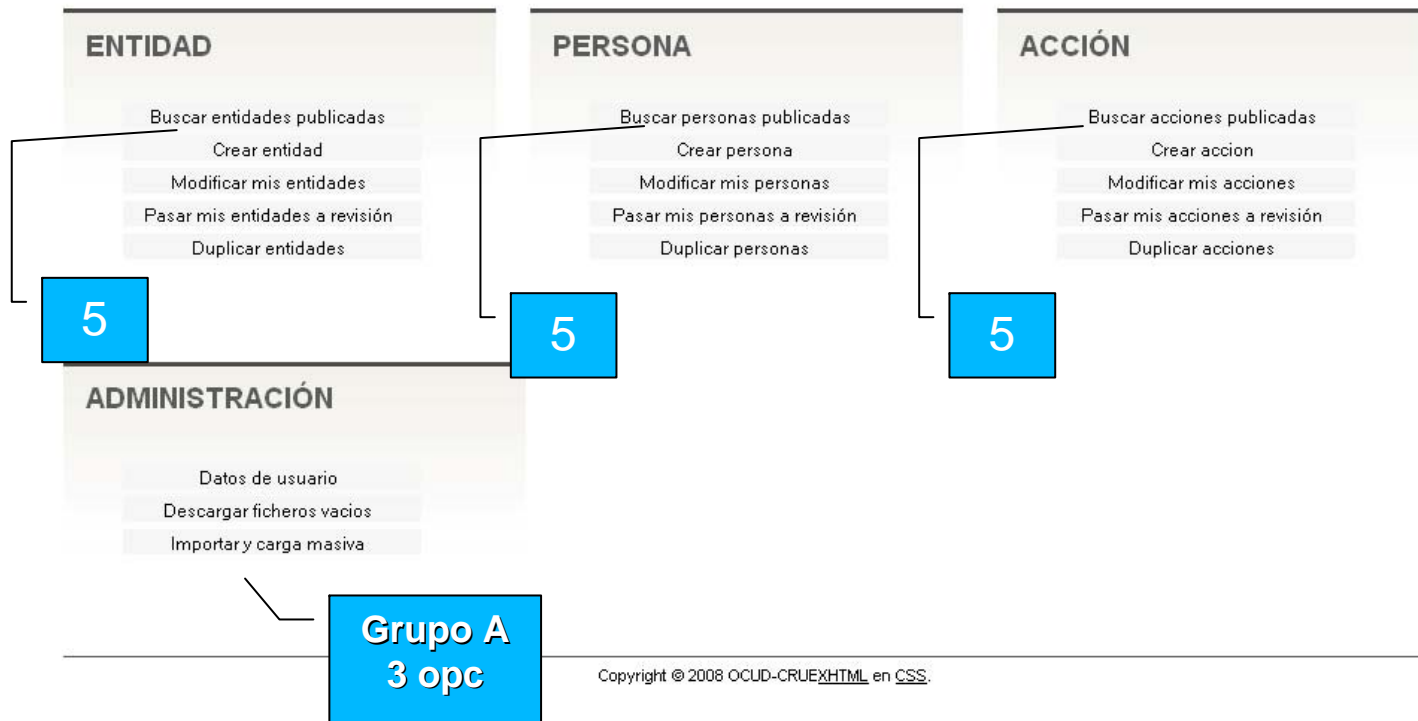 ENTIDAD
Buscar entidades publicadas
Crear entidad
Modificar mis entidades
Pasar mis entidades a revisión
Duplicar entidades
5
PERSONA
Buscar personas publicadas
Crear persona
Modificar mis personas
Pasar mis personas a revisión
Duplicar personas
5
ACCIÓN
Buscar acciones publicadas
Crear accion
Modificar mis acciones
Pasar mis acciones a revisión
Duplicar acciones
5
ADMINISTRACIÓN
Datos de usuario
Descargar ficheros vacios
Importar y carga masiva
Grupo A
3 opc
Copyright © 2008 OCUD-CRUEXHTML en CSS.